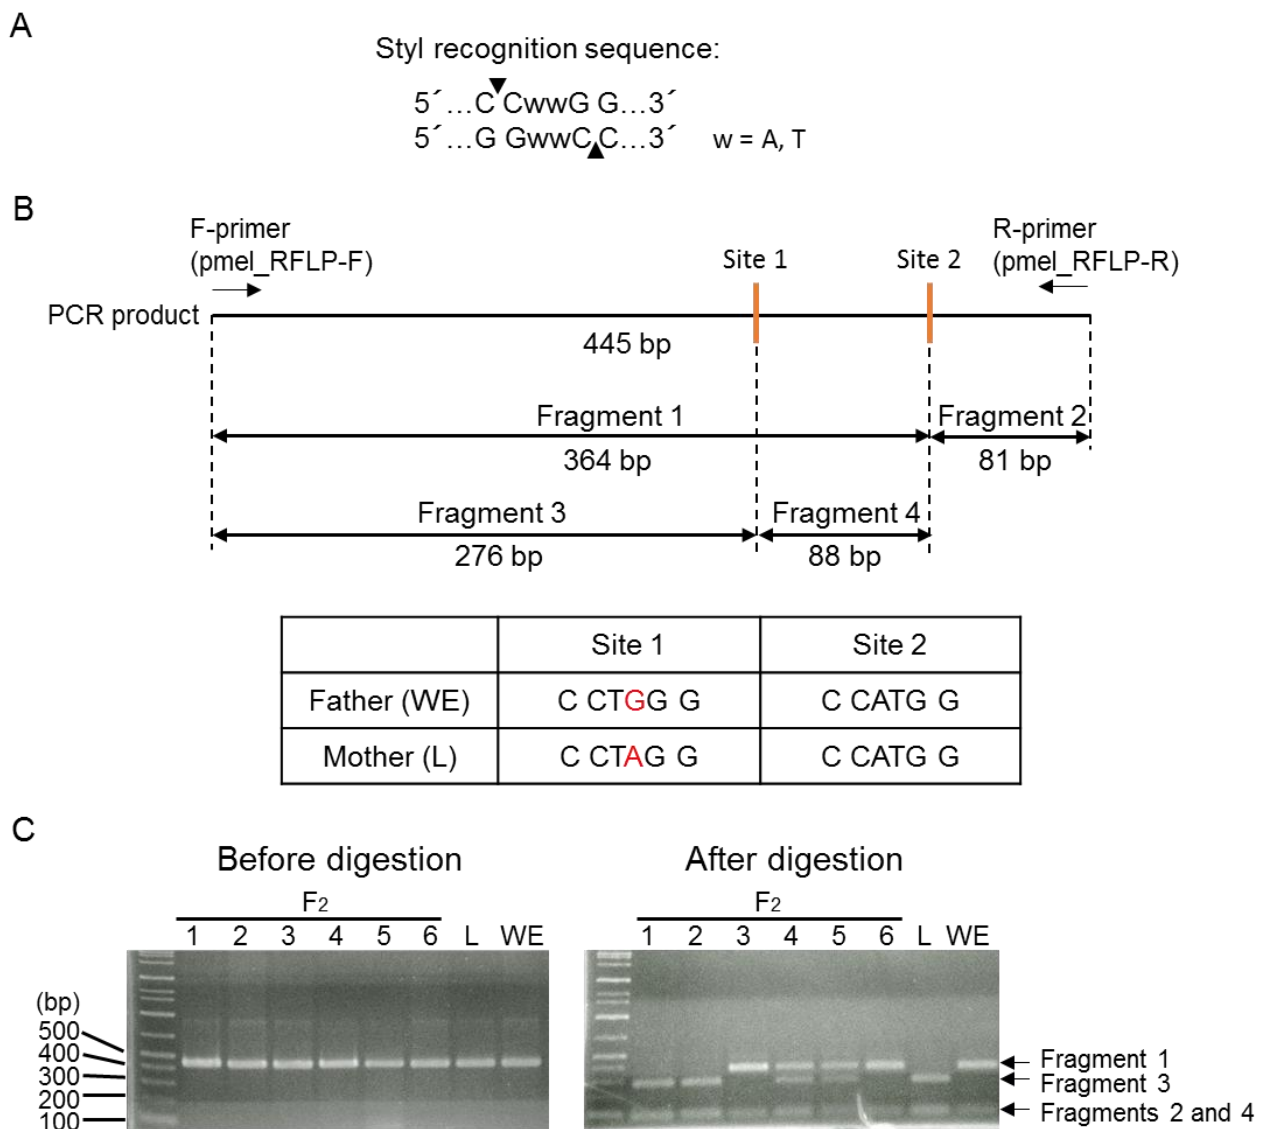 A
Styl recognition sequence:
5´…C CwwG G…3´
5´…G GwwC C…3´ w = A, T
B
F-primer
(pmel_RFLP-F)
R-primer
(pmel_RFLP-R)
Site 1
Site 2
PCR product
445 bp
Fragment 1
Fragment 2
364 bp
81 bp
Fragment 3
Fragment 4
276 bp
88 bp
Site 1 Site 2
Father (WE) C CTGG G C CATG G
Mother (L) C CTAG G C CATG G
C
Before digestion
After digestion
F2
F2
1 2 3 4 5 6 L WE
1 2 3 4 5 6 L WE
(bp)
500
400
300
200
100
Fragment 1
Fragment 3
Fragments 2 and 4